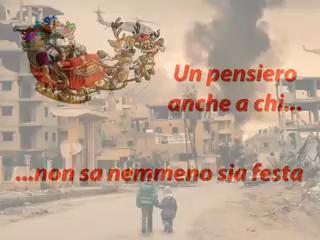 Un pensiero
anche a chi...
...non sa nemmeno sia festa